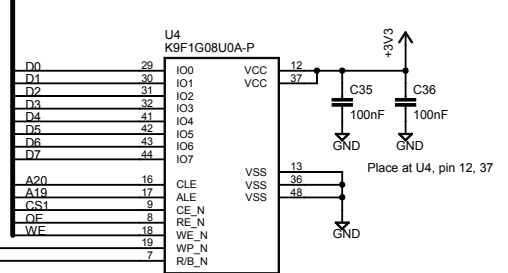 U4
K9F1G08U0A-P
+3V3
D0 29 IO0 VCC 12
D1 30 IO1 VCC 37
D2 31 IO2
D3 32 IO3
D4 41 IO4
D5 42 IO5
D6 43 IO6
D7 44 IO7
C35 C36
100nF 100nF
GND GND
Place at U4, pin 12, 37
VSS 13
A20 16 CLE VSS 36
A19 17 ALE VSS 48
CS1 9 CE_N
OE 8 RE_N
WE 18 WE_N
19 WP_N
7 R/B_N
GND